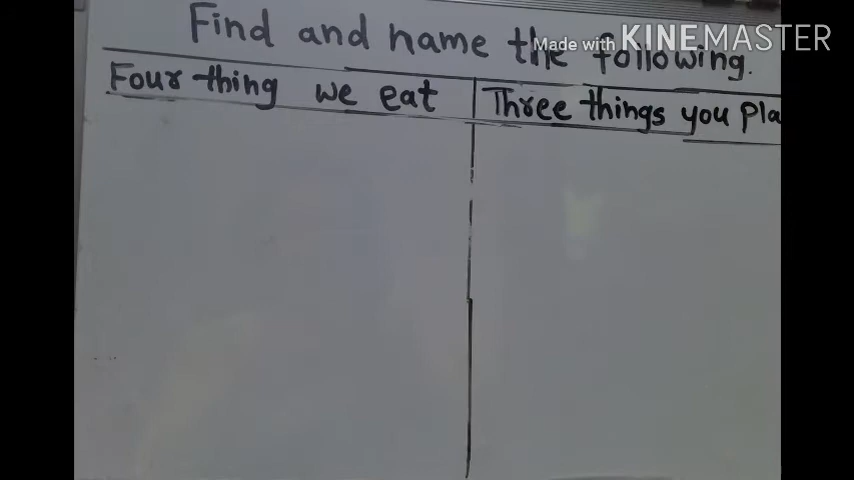 Find and name the following.
Made with KINEMASTER
Four thing we eat
Three things you pla